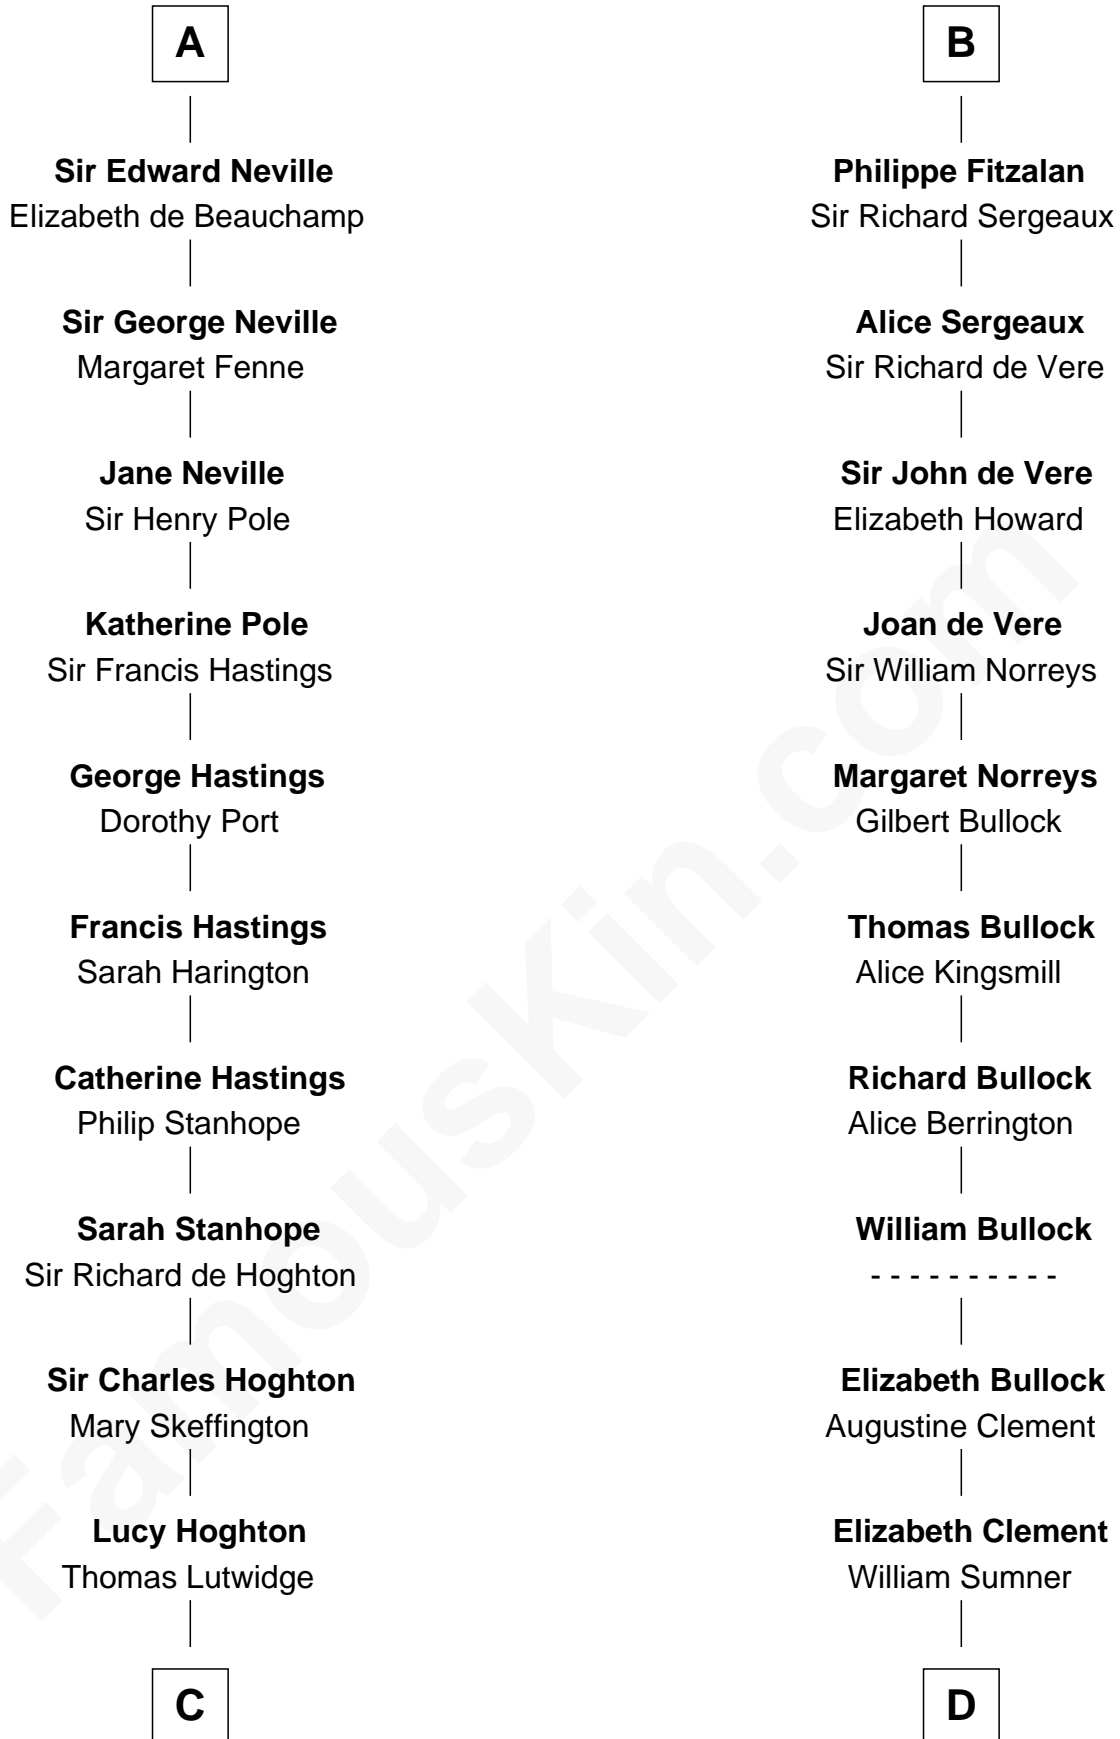 A
Sir Edward Neville
Elizabeth de Beauchamp
Sir George Neville
Margaret Fenne
Jane Neville
Sir Henry Pole
Katherine Pole
Sir Francis Hastings
George Hastings
Dorothy Port
Francis Hastings
Sarah Harington
Catherine Hastings
Philip Stanhope
Sarah Stanhope
Sir Richard de Hoghton
Sir Charles Hoghton
Mary Skeffington
Lucy Hoghton
Thomas Lutwidge
C
B
Philippe Fitzalan
Sir Richard Sergeaux
Alice Sergeaux
Sir Richard de Vere
Sir John de Vere
Elizabeth Howard
Joan de Vere
Sir William Norreys
Margaret Norreys
Gilbert Bullock
Thomas Bullock
Alice Kingsmill
Richard Bullock
Alice Berrington
William Bullock
- - - - - - - - - -
Elizabeth Bullock
Augustine Clement
Elizabeth Clement
William Sumner
D
FamousKin.com